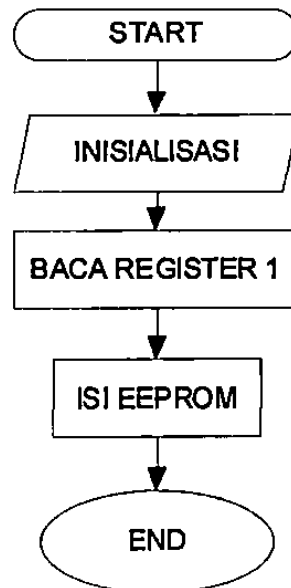 START
INISIALISASI
BACA REGISTER 1
ISI EEPROM
END